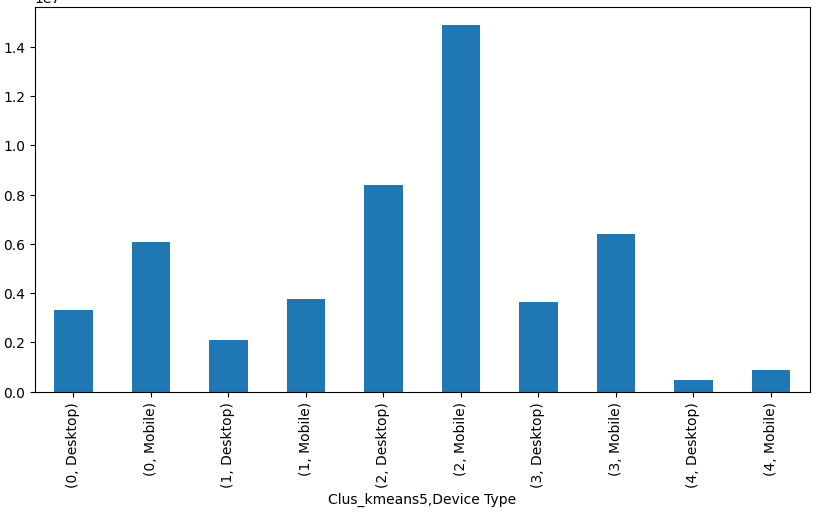 1e7
1.4
1.2
1.0
0.8
0.6
0.4
0.2
0.0
(0, Desktop)
(0, Mobile)
(1, Desktop)
(1, Mobile)
(2, Desktop)
(2, Mobile)
(3, Desktop)
(3, Mobile)
(4, Desktop)
(4, Mobile)
Clus_kmeans5,Device Type